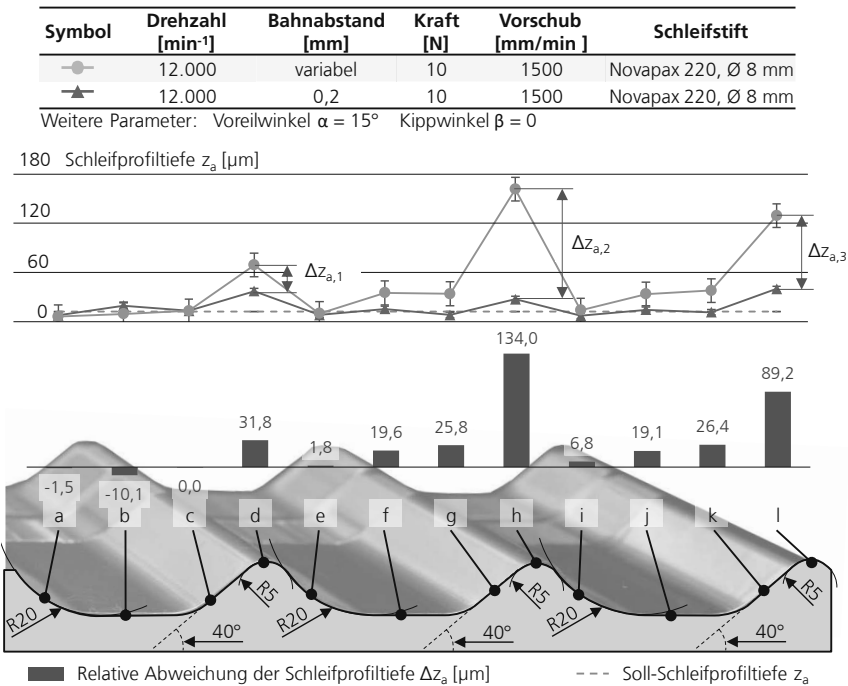 Symbol Drehzahl [min-1] Bahnabstand [mm] Kraft [N] Vorschub [mm/min ] Schleifstift
12.000 variabel 10 1500 Novapax 220, Ø 8 mm
12.000 0,2 10 1500 Novapax 220, Ø 8 mm
Weitere Parameter: Voreilwinkel α = 15° Kippwinkel β = 0
180 Schleifprofiltiefe za [µm]
120
60
0
Δza,1
Δza,2
Δza,3
-1,5 -10,1 0,0 31,8 1,8 19,6 25,8 134,0 6,8 19,1 26,4 89,2
a b c d e f g h i j k l
R20 R5 R20 R5 R20 R5
40° 40° 40°
Relative Abweichung der Schleifprofiltiefe Δza [µm] Soll-Schleifprofiltiefe za